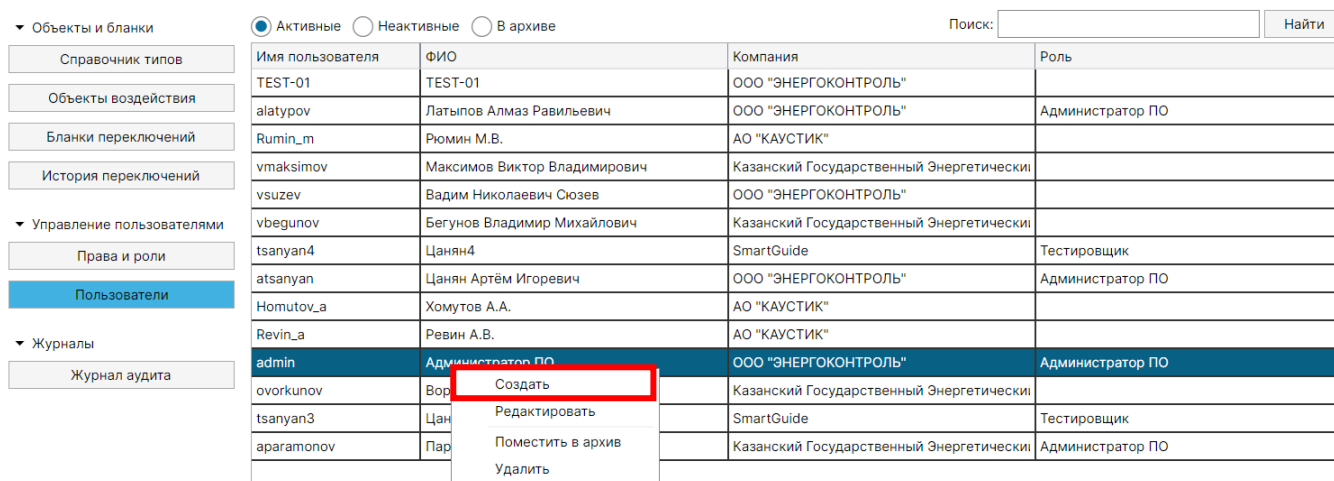 Объекты и бланки
Справочник типов
Объекты воздействия
Бланки переключений
История переключений
Управление пользователями
Права и роли
Пользователи
Журналы
Журнал аудита
Активные Неактивные В архиве Поиск: Найти
Имя пользователя ФИО Компания Роль
TEST-01 TEST-01 ООО "ЭНЕРГОКОНТРОЛЬ"
alatypov Латыпов Алмаз Равильевич ООО "ЭНЕРГОКОНТРОЛЬ" Администратор ПО
Rumin_m Рюмин М.В. АО "КАУСТИК"
vmaksimov Максимов Виктор Владимирович Казанский Государственный Энергетически
vsuzev Вадим Николаевич Сюзев ООО "ЭНЕРГОКОНТРОЛЬ"
vbegunov Бегунов Владимир Михайлович Казанский Государственный Энергетически
tsanyan4 Цанян4 SmartGuide Тестировщик
atsanyan Цанян Артём Игоревич ООО "ЭНЕРГОКОНТРОЛЬ" Администратор ПО
Homutov_a Хомутов А.А. АО "КАУСТИК"
Revin_a Ревин А.В. АО "КАУСТИК"
admin Администратор ПО ООО "ЭНЕРГОКОНТРОЛЬ" Администратор ПО
ovorkunov Вор Казанский Государственный Энергетически
tsanyan3 Цан SmartGuide Тестировщик
aparamonov Пар Казанский Государственный Энергетически Администратор ПО
Создать
Редактировать
Поместить в архив
Удалить